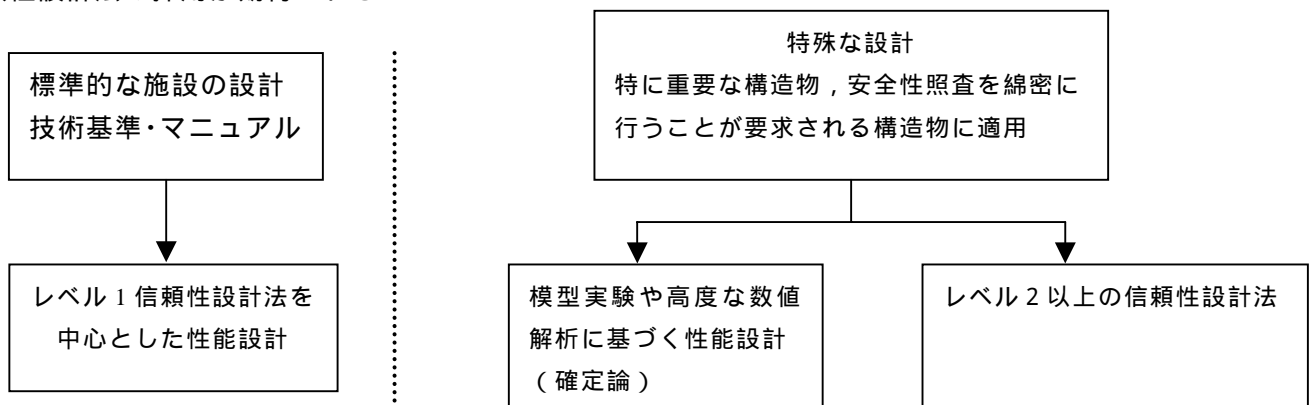 標準的な施設の設計
技術基準・マニュアル
特殊な設計
特に重要な構造物，安全性照査を綿密に
行うことが要求される構造物に適用
レベル1信頼性設計法を
中心とした性能設計
模型実験や高度な数値
解析に基づく性能設計
（確定論）
レベル2以上の信頼性設計法